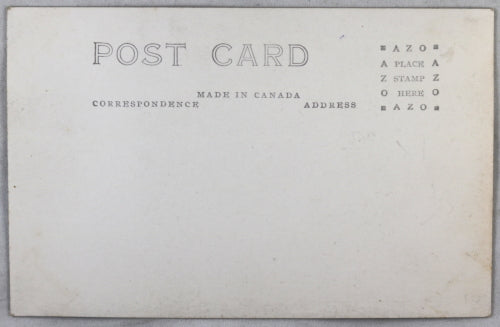 POST CARD
MADE IN CANADA
CORRESPONDENCE ADDRESS
AZO
A PLACE A
Z STAMP Z
O HERE O
AZO